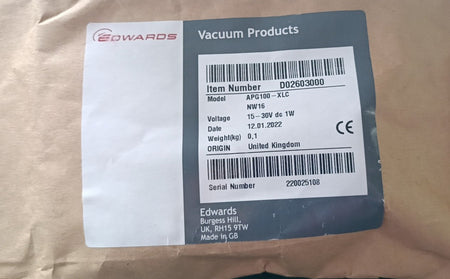 EDWARDS
Vacuum Products
Item Number D02603000
Model APG100-XLC
NW16
Voltage 15-30V dc 1W
Date 12.01.2022
Weight(kg) 0,1
ORIGIN United Kingdom
CE
Serial Number 220025108
Edwards
Burgess Hill,
UK, RH15 9TW
Made in GB